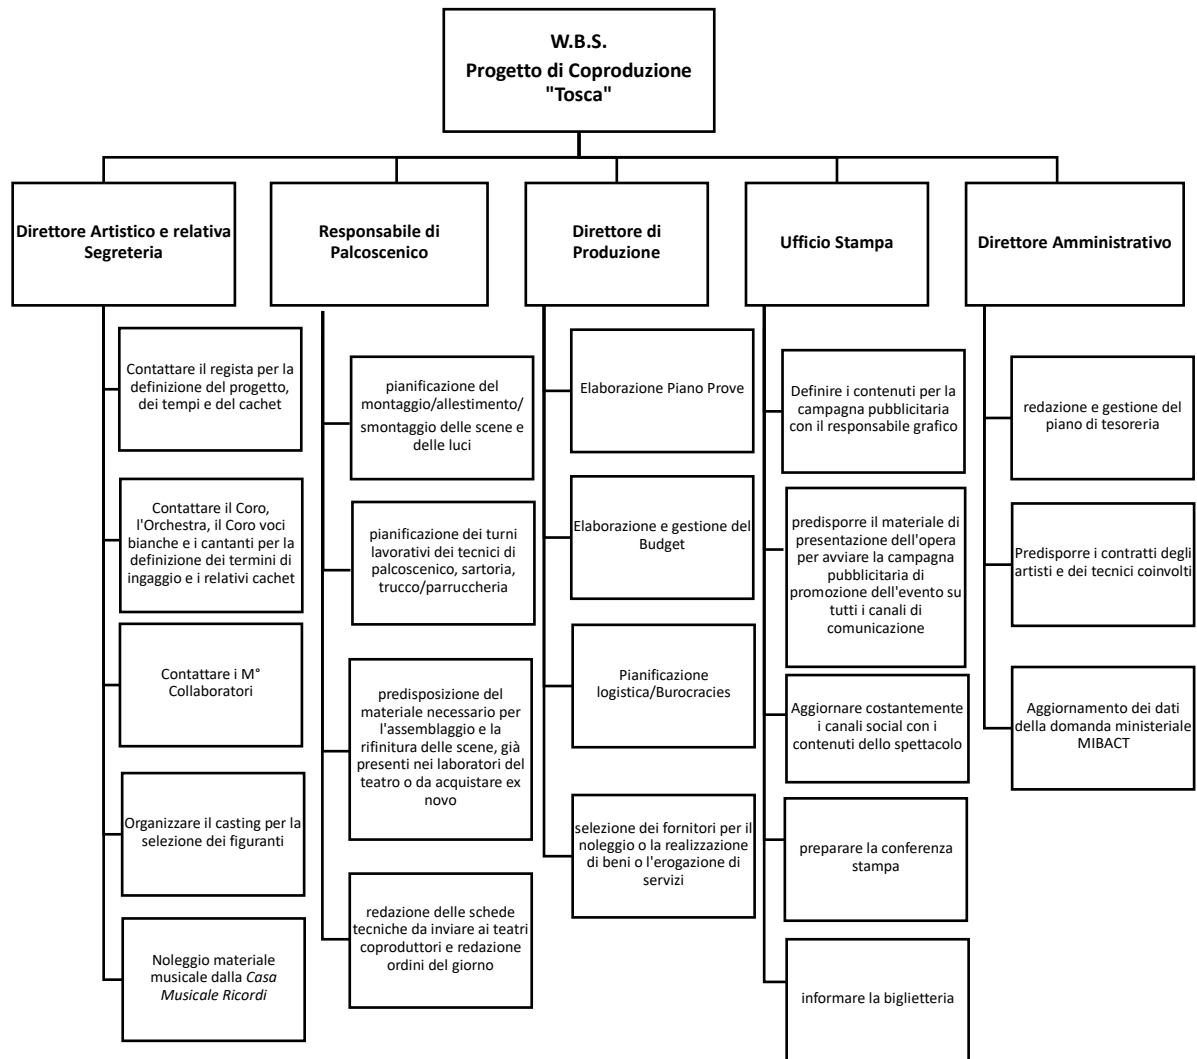 W.B.S.
Progetto di Coproduzione
"Tosca"
Direttore Artistico e relativa
Segreteria
Contattare il regista per la
definizione del progetto,
dei tempi e del cachet
Contattare il Coro,
l'Orchestra, il Coro voci
bianche e i cantanti per la
definizione dei termini di
ingaggio e i relativi cachet
Contattare i M°
Collaboratori
Organizzare il casting per la
selezione dei figuranti
Noleggio materiale
musicale dalla Casa
Musicale Ricordi
Responsabile di
Palcoscenico
pianificazione del
montaggio/allestimento/
smontaggio delle scene e
delle luci
pianificazione dei turni
lavorativi dei tecnici di
palcoscenico, sartoria,
trucco/parruccheria
predisposizione del
materiale necessario per
l'assemblaggio e la
rifinitura delle scene, già
presenti nei laboratori del
teatro o da acquistare ex
novo
redazione delle schede
tecniche da inviare ai teatri
coproduttori e redazione
ordini del giorno
Direttore di
Produzione
Elaborazione Piano Prove
Elaborazione e gestione del
Budget
Pianificazione
logistica/Burocracies
selezione dei fornitori per il
noleggio o la realizzazione
di beni o l'erogazione di
servizi
Ufficio Stampa
Definire i contenuti per la
campagna pubblicitaria
con il responsabile grafico
predisporre il materiale di
presentazione dell'opera
per avviare la campagna
pubblicitaria di
promozione dell'evento su
tutti i canali di
comunicazione
Aggiornare costantemente
i canali social con i
contenuti dello spettacolo
preparare la conferenza
stampa
informare la biglietteria
Direttore Amministrativo
redazione e gestione del
piano di tesoreria
Predisporre i contratti degli
artisti e dei tecnici coinvolti
Aggiornamento dei dati
della domanda ministeriale
MIBACT